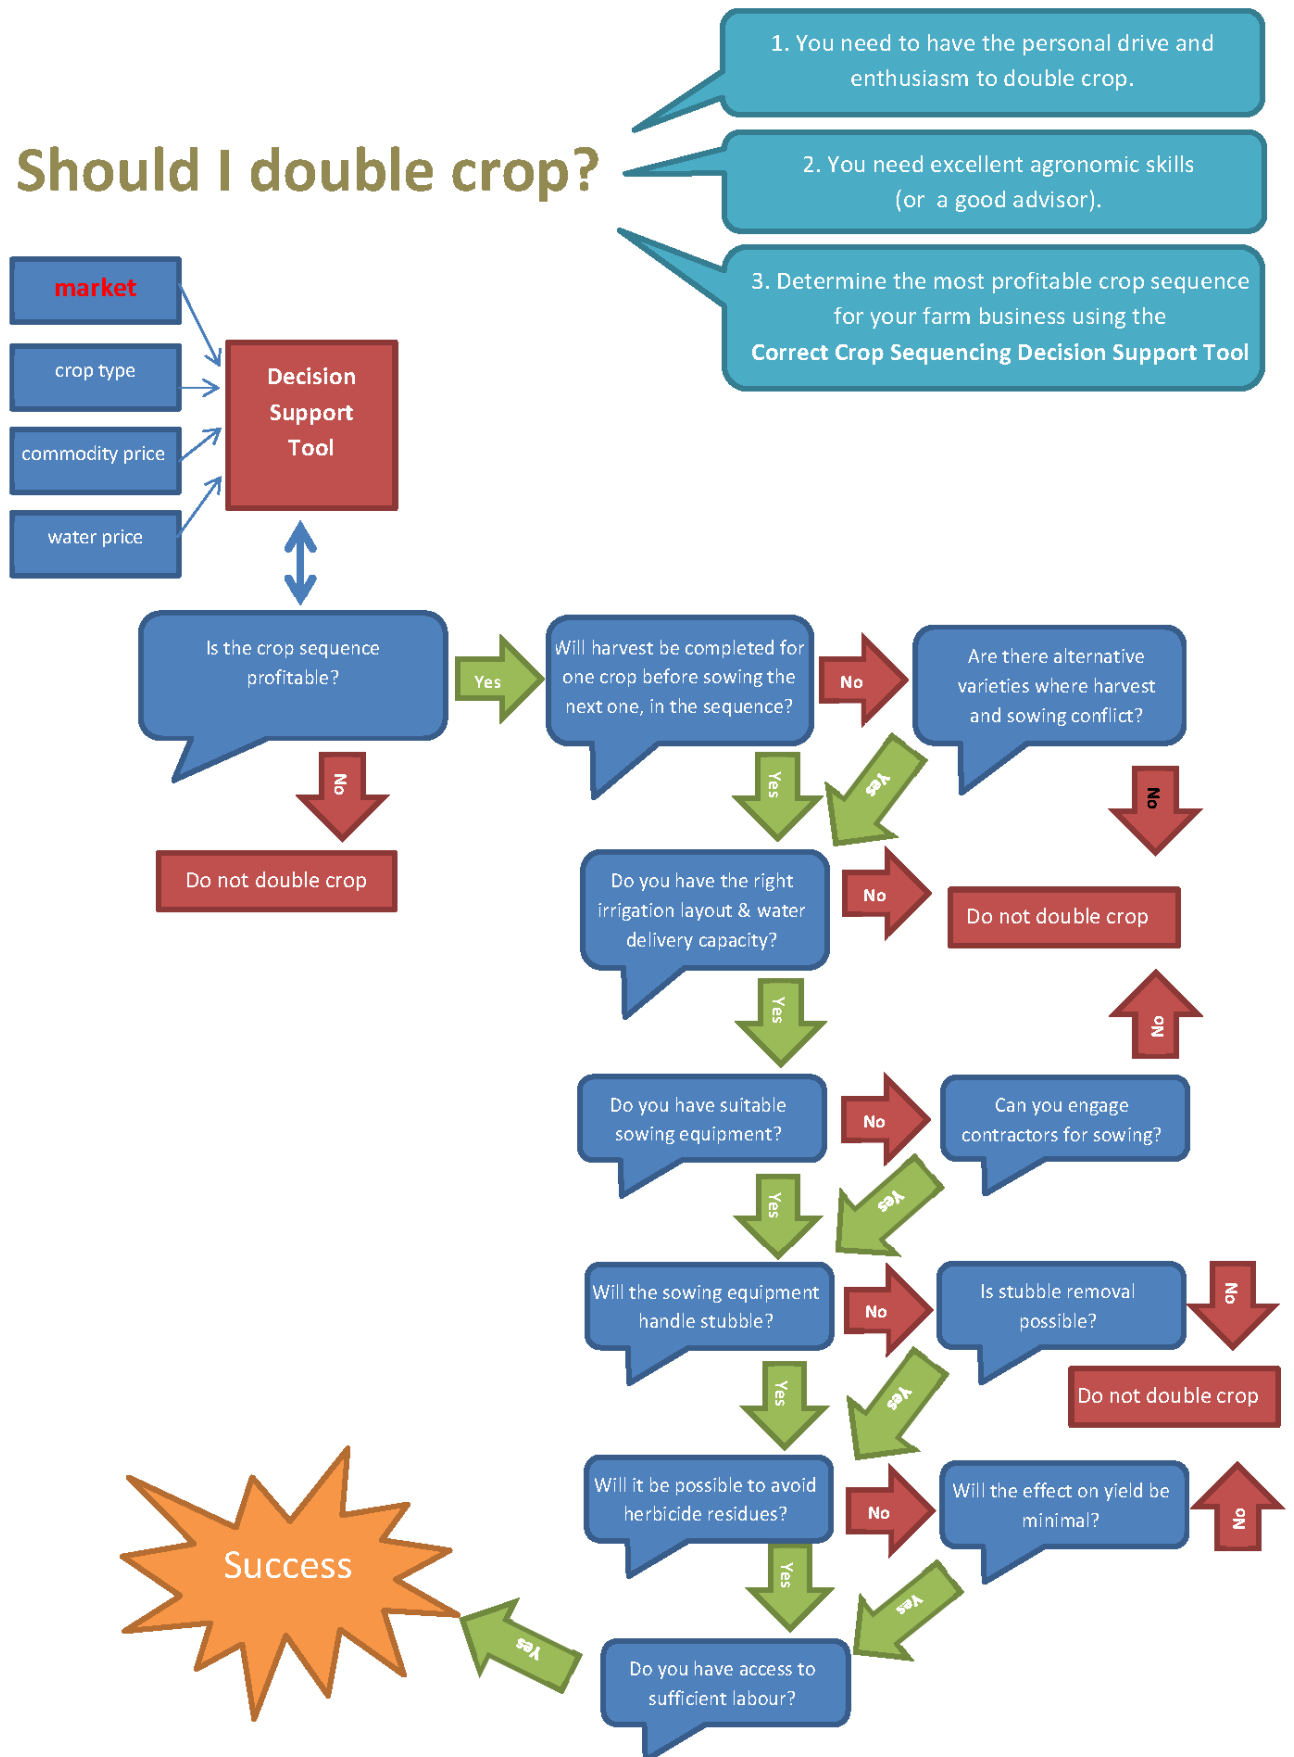 1. You need to have the personal drive and
enthusiasm to double crop.
Should I double crop?
2. You need excellent agronomic skills
(or a good advisor).
3. Determine the most profitable crop sequence
for your farm business using the
Correct Crop Sequencing Decision Support Tool
market
crop type
commodity price
water price
Decision
Support
Tool
Is the crop sequence
profitable?
Yes
Will harvest be completed for
one crop before sowing the
next one, in the sequence?
No
Are there alternative
varieties where harvest
and sowing conflict?
No
Yes
Yes
No
Do not double crop
Do you have the right
irrigation layout & water
delivery capacity?
No
Do not double crop
Yes
No
Do you have suitable
sowing equipment?
No
Can you engage
contractors for sowing?
Yes
Yes
Will the sowing equipment
handle stubble?
No
Is stubble removal
possible?
No
Yes
Yes
Do not double crop
Will it be possible to avoid
herbicide residues?
No
Will the effect on yield be
minimal?
No
Success
Yes
Yes
Yes
Do you have access to
sufficient labour?